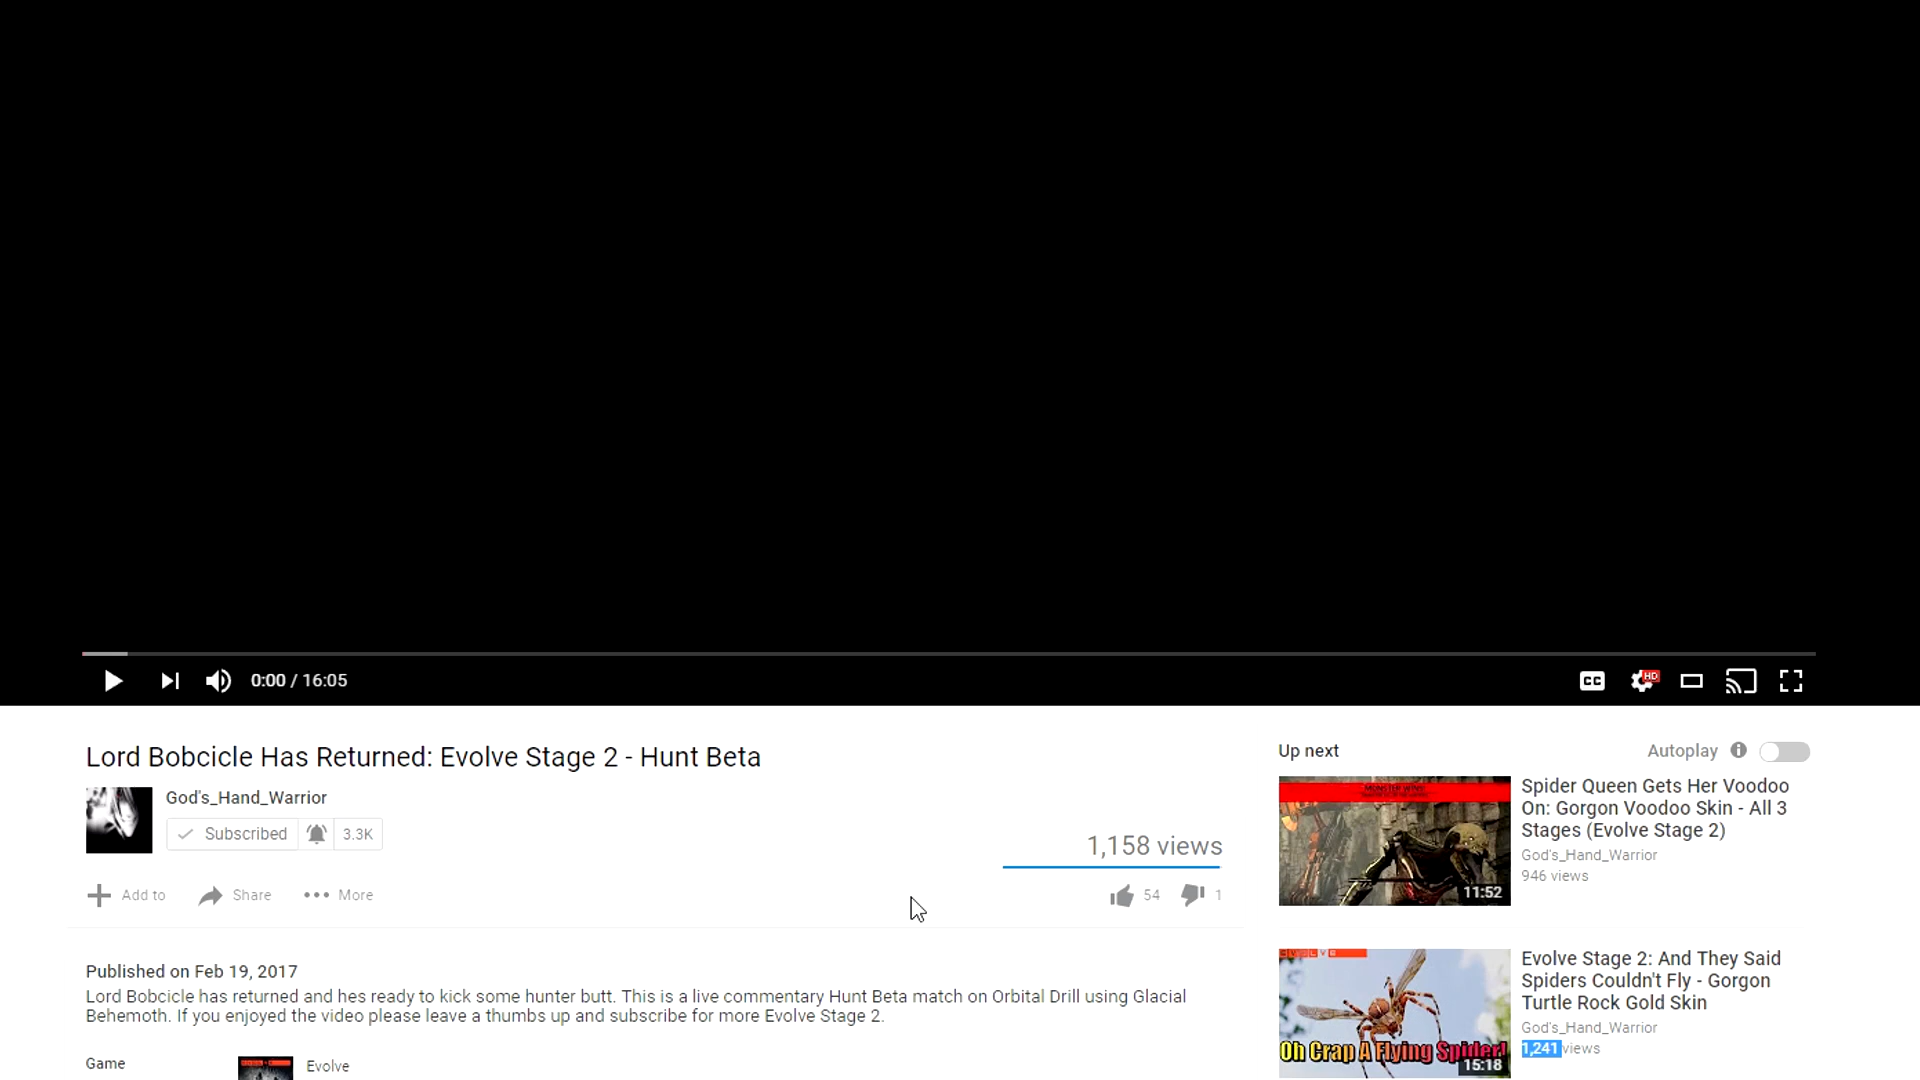 0:00 / 16:05
CC
HD
Lord Bobcicle Has Returned: Evolve Stage 2 - Hunt Beta
God's_Hand_Warrior
Subscribed
3.3K
1,158 views
Add to
Share
More
54
1
Published on Feb 19, 2017
Lord Bobcicle has returned and hes ready to kick some hunter butt. This is a live commentary Hunt Beta match on Orbital Drill using Glacial
Behemoth. If you enjoyed the video please leave a thumbs up and subscribe for more Evolve Stage 2.
Game
Evolve
Up next
Autoplay
MONSTER WINS!
11:52
Spider Queen Gets Her Voodoo
On: Gorgon Voodoo Skin - All 3
Stages (Evolve Stage 2)
God's_Hand_Warrior
946 views
Oh Crap A Flying Spider!
15:18
Evolve Stage 2: And They Said
Spiders Couldn't Fly - Gorgon
Turtle Rock Gold Skin
God's_Hand_Warrior
1,241 views